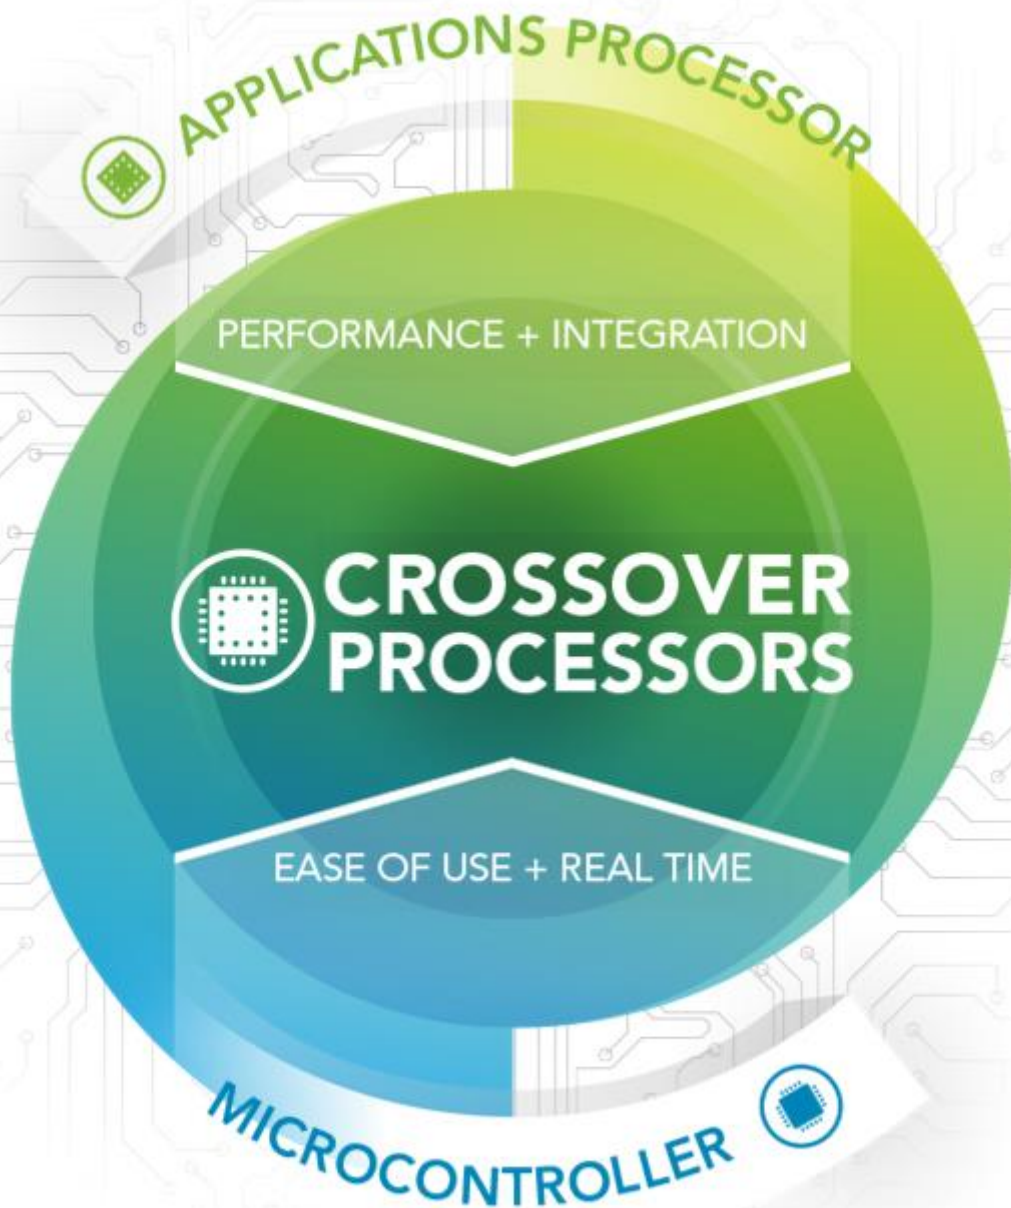 APPLICATIONS PROCESSOR
PERFORMANCE + INTEGRATION
CROSSOVER
PROCESSORS
EASE OF USE + REAL TIME
MICROCONTROLLER